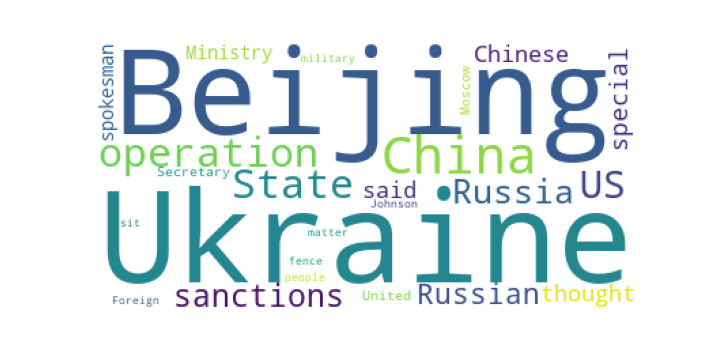 spokesman
Beijing
Ministry
military
Chinese
Moscow
special
operation
China
Secretary
State
said
Russia
US
Johnson
Ukraine
sit
matter
fence
people
Foreign
sanctions
United
Russian
thought